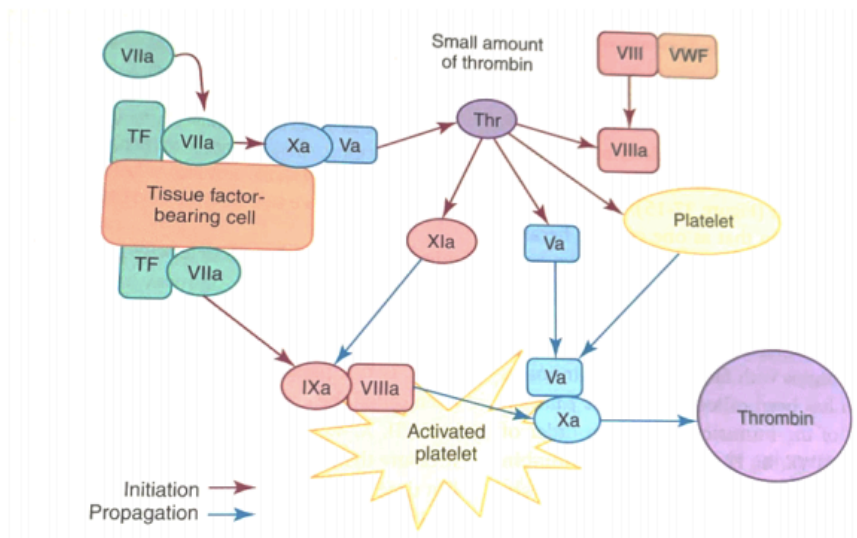 VIIa
Small amount
of thrombin
VIII
VWF
TF
VIIa
Xa
Va
Thr
VIIIa
Tissue factor-
bearing cell
Platelet
XIa
Va
TF
VIIa
IXa
VIIIa
Va
Xa
Thrombin
Activated
platelet
Initiation
Propagation